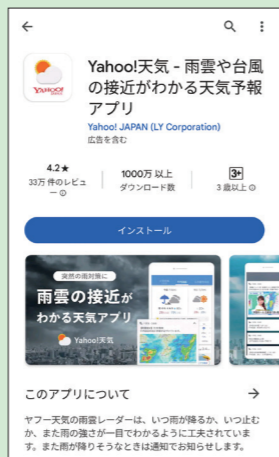 Yahoo!天気 - 雨雲や台風
の接近がわかる天気予報
アプリ
Yahoo! JAPAN (LY Corporation)
広告を含む
YAHOO!
JAPAN
4.2★
33万 件のレビュ
ー
1000万 以上
ダウンロード数
3+
3 歳以上
インストール
突然の雨対策に
雨雲の接近が
わかる天気アプリ
Yahoo!天気
このアプリについて
ヤフー天気の雨雲レーダーは、いつ雨が降るか、いつ止む
か、また雨の強さが一目でわかるように工夫されていま
す。また雨が降りそうなときは通知でお知らせします。